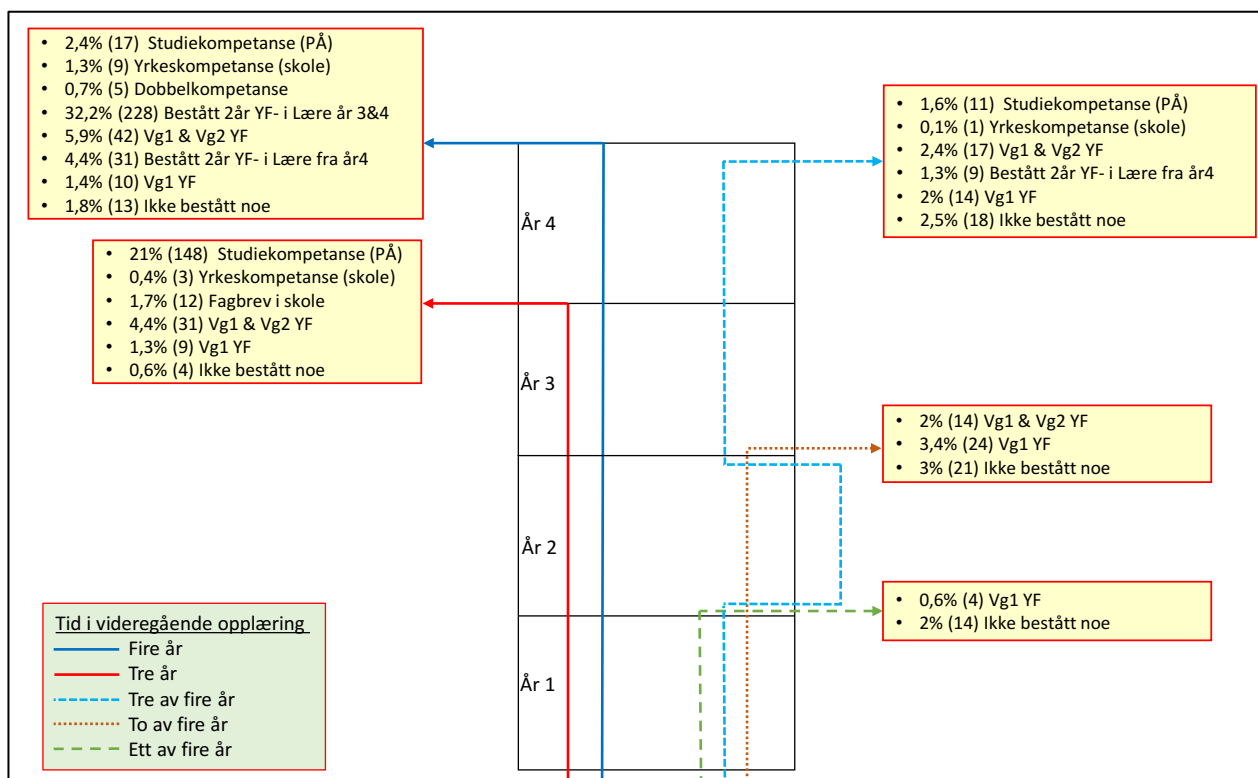 • 2,4% (17) Studiekompetanse (PÅ)
• 1,3% (9) Yrkeskompetanse (skole)
• 0,7% (5) Dobbelkompetanse
• 32,2% (228) Bestått 2år YF- i Lære år 3&4
• 5,9% (42) Vg1 & Vg2 YF
• 4,4% (31) Bestått 2år YF- i Lære fra år4
• 1,4% (10) Vg1 YF
• 1,8% (13) Ikke bestått noe
• 1,6% (11) Studiekompetanse (PÅ)
• 0,1% (1) Yrkeskompetanse (skole)
• 2,4% (17) Vg1 & Vg2 YF
• 1,3% (9) Bestått 2år YF- i Lære fra år4
• 2% (14) Vg1 YF
• 2,5% (18) Ikke bestått noe
År 4
• 21% (148) Studiekompetanse (PÅ)
• 0,4% (3) Yrkeskompetanse (skole)
• 1,7% (12) Fagbrev i skole
• 4,4% (31) Vg1 & Vg2 YF
• 1,3% (9) Vg1 YF
• 0,6% (4) Ikke bestått noe
År 3
• 2% (14) Vg1 & Vg2 YF
• 3,4% (24) Vg1 YF
• 3% (21) Ikke bestått noe
År 2
• 0,6% (4) Vg1 YF
• 2% (14) Ikke bestått noe
År 1
Tid i videregående opplæring
Fire år
Tre år
Tre av fire år
To av fire år
Ett av fire år